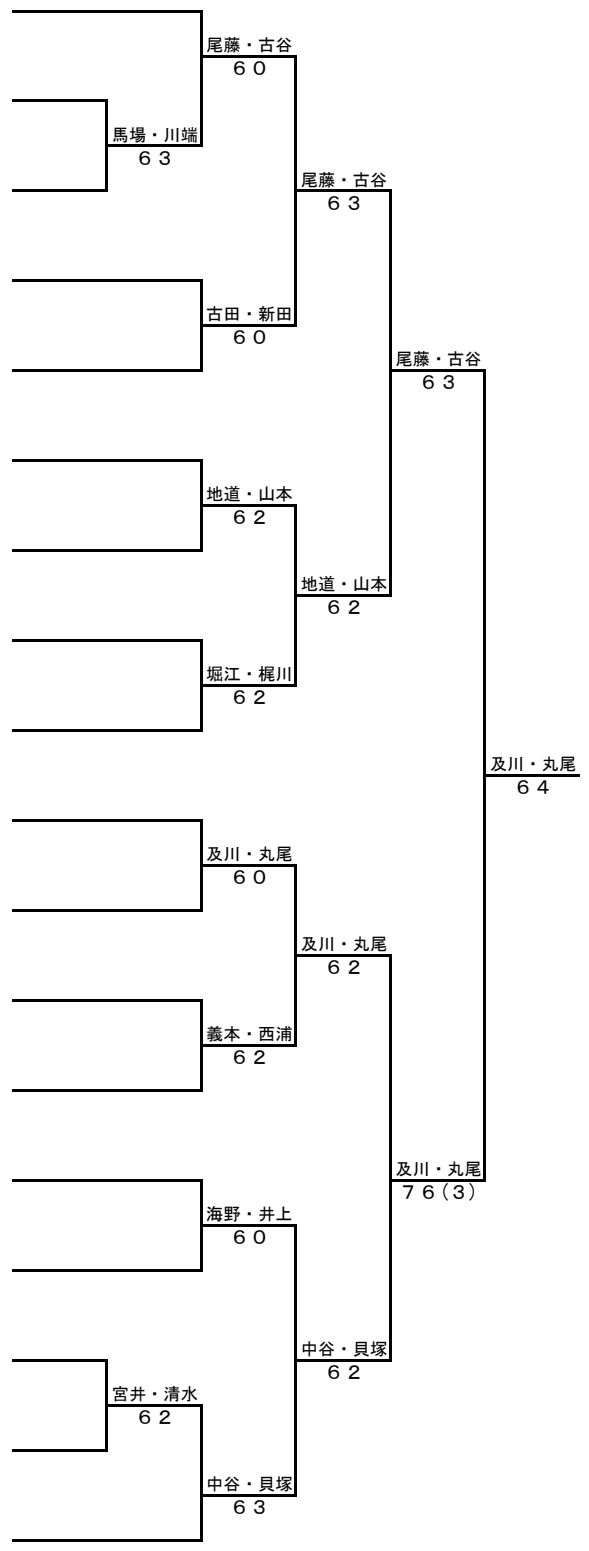 尾藤・古谷
６０
馬場・川端
６３
尾藤・古谷
６３
古田・新田
６０
尾藤・古谷
６３
地道・山本
６２
地道・山本
６２
堀江・梶川
６２
及川・丸尾
６４
及川・丸尾
６０
及川・丸尾
６２
義本・西浦
６２
及川・丸尾
７６(３)
海野・井上
６０
中谷・貝塚
６２
宮井・清水
６２
中谷・貝塚
６３